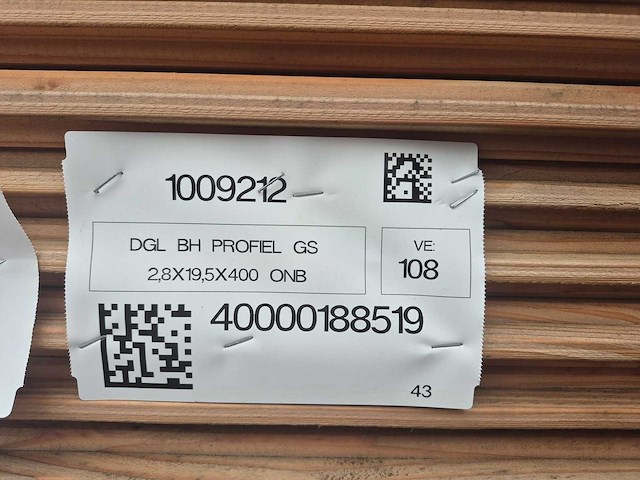 1009212
DGL BH PROFIEL GS
2,8X19,5X400 ONB
VE:
108
40000188519
43